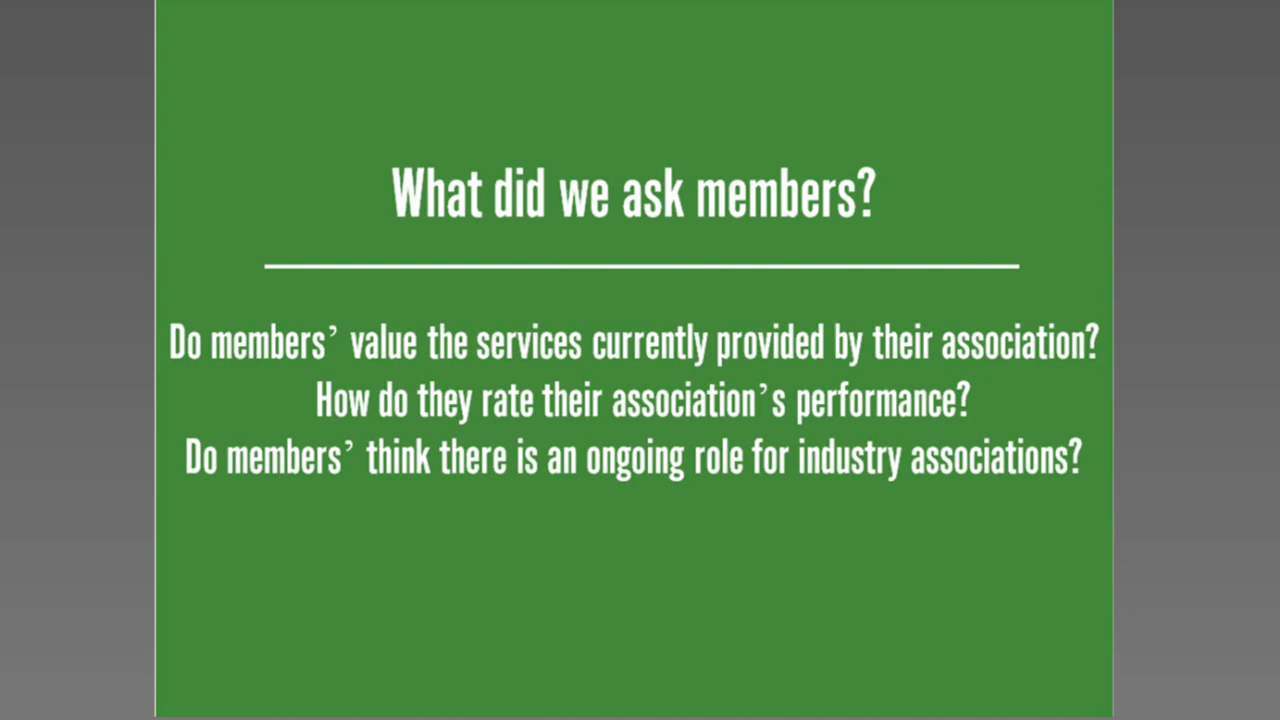 What did we ask members?
Do members’ value the services currently provided by their association?
How do they rate their association’s performance?
Do members’ think there is an ongoing role for industry associations?